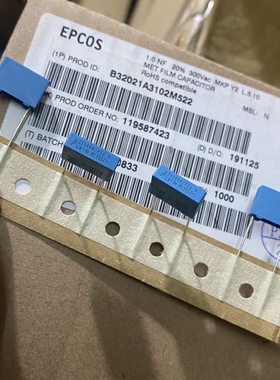 EPCOS
1.0 NF 20% 300Vac MKP Y2 L.S.10
MET.FILM CAPACITOR
RoHS compatible
MSL: N
(1P) PROD ID:
B32021A3102M522
PROD ORDER NO:
119587423
(D) D/C: 191125
(T) BATCH
0833
1000